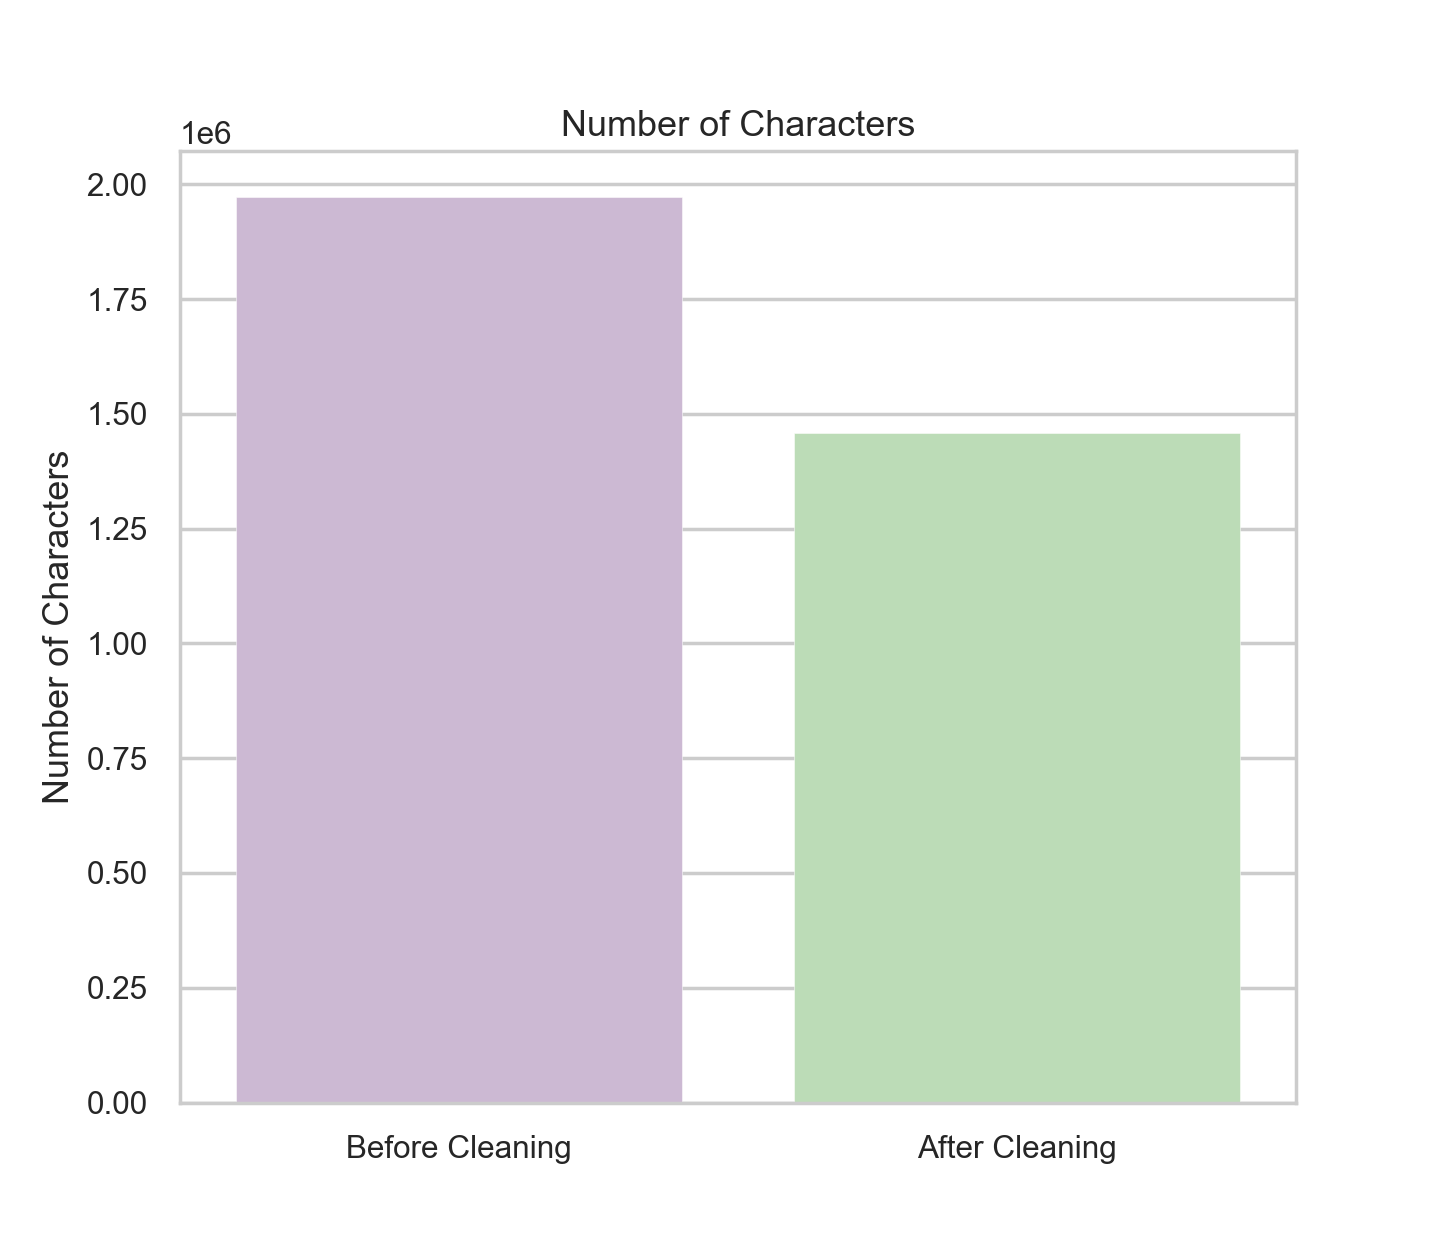 Number of Characters
1e6
2.00
1.75
1.50
1.25
1.00
0.75
0.50
0.25
0.00
Number of Characters
Before Cleaning
After Cleaning